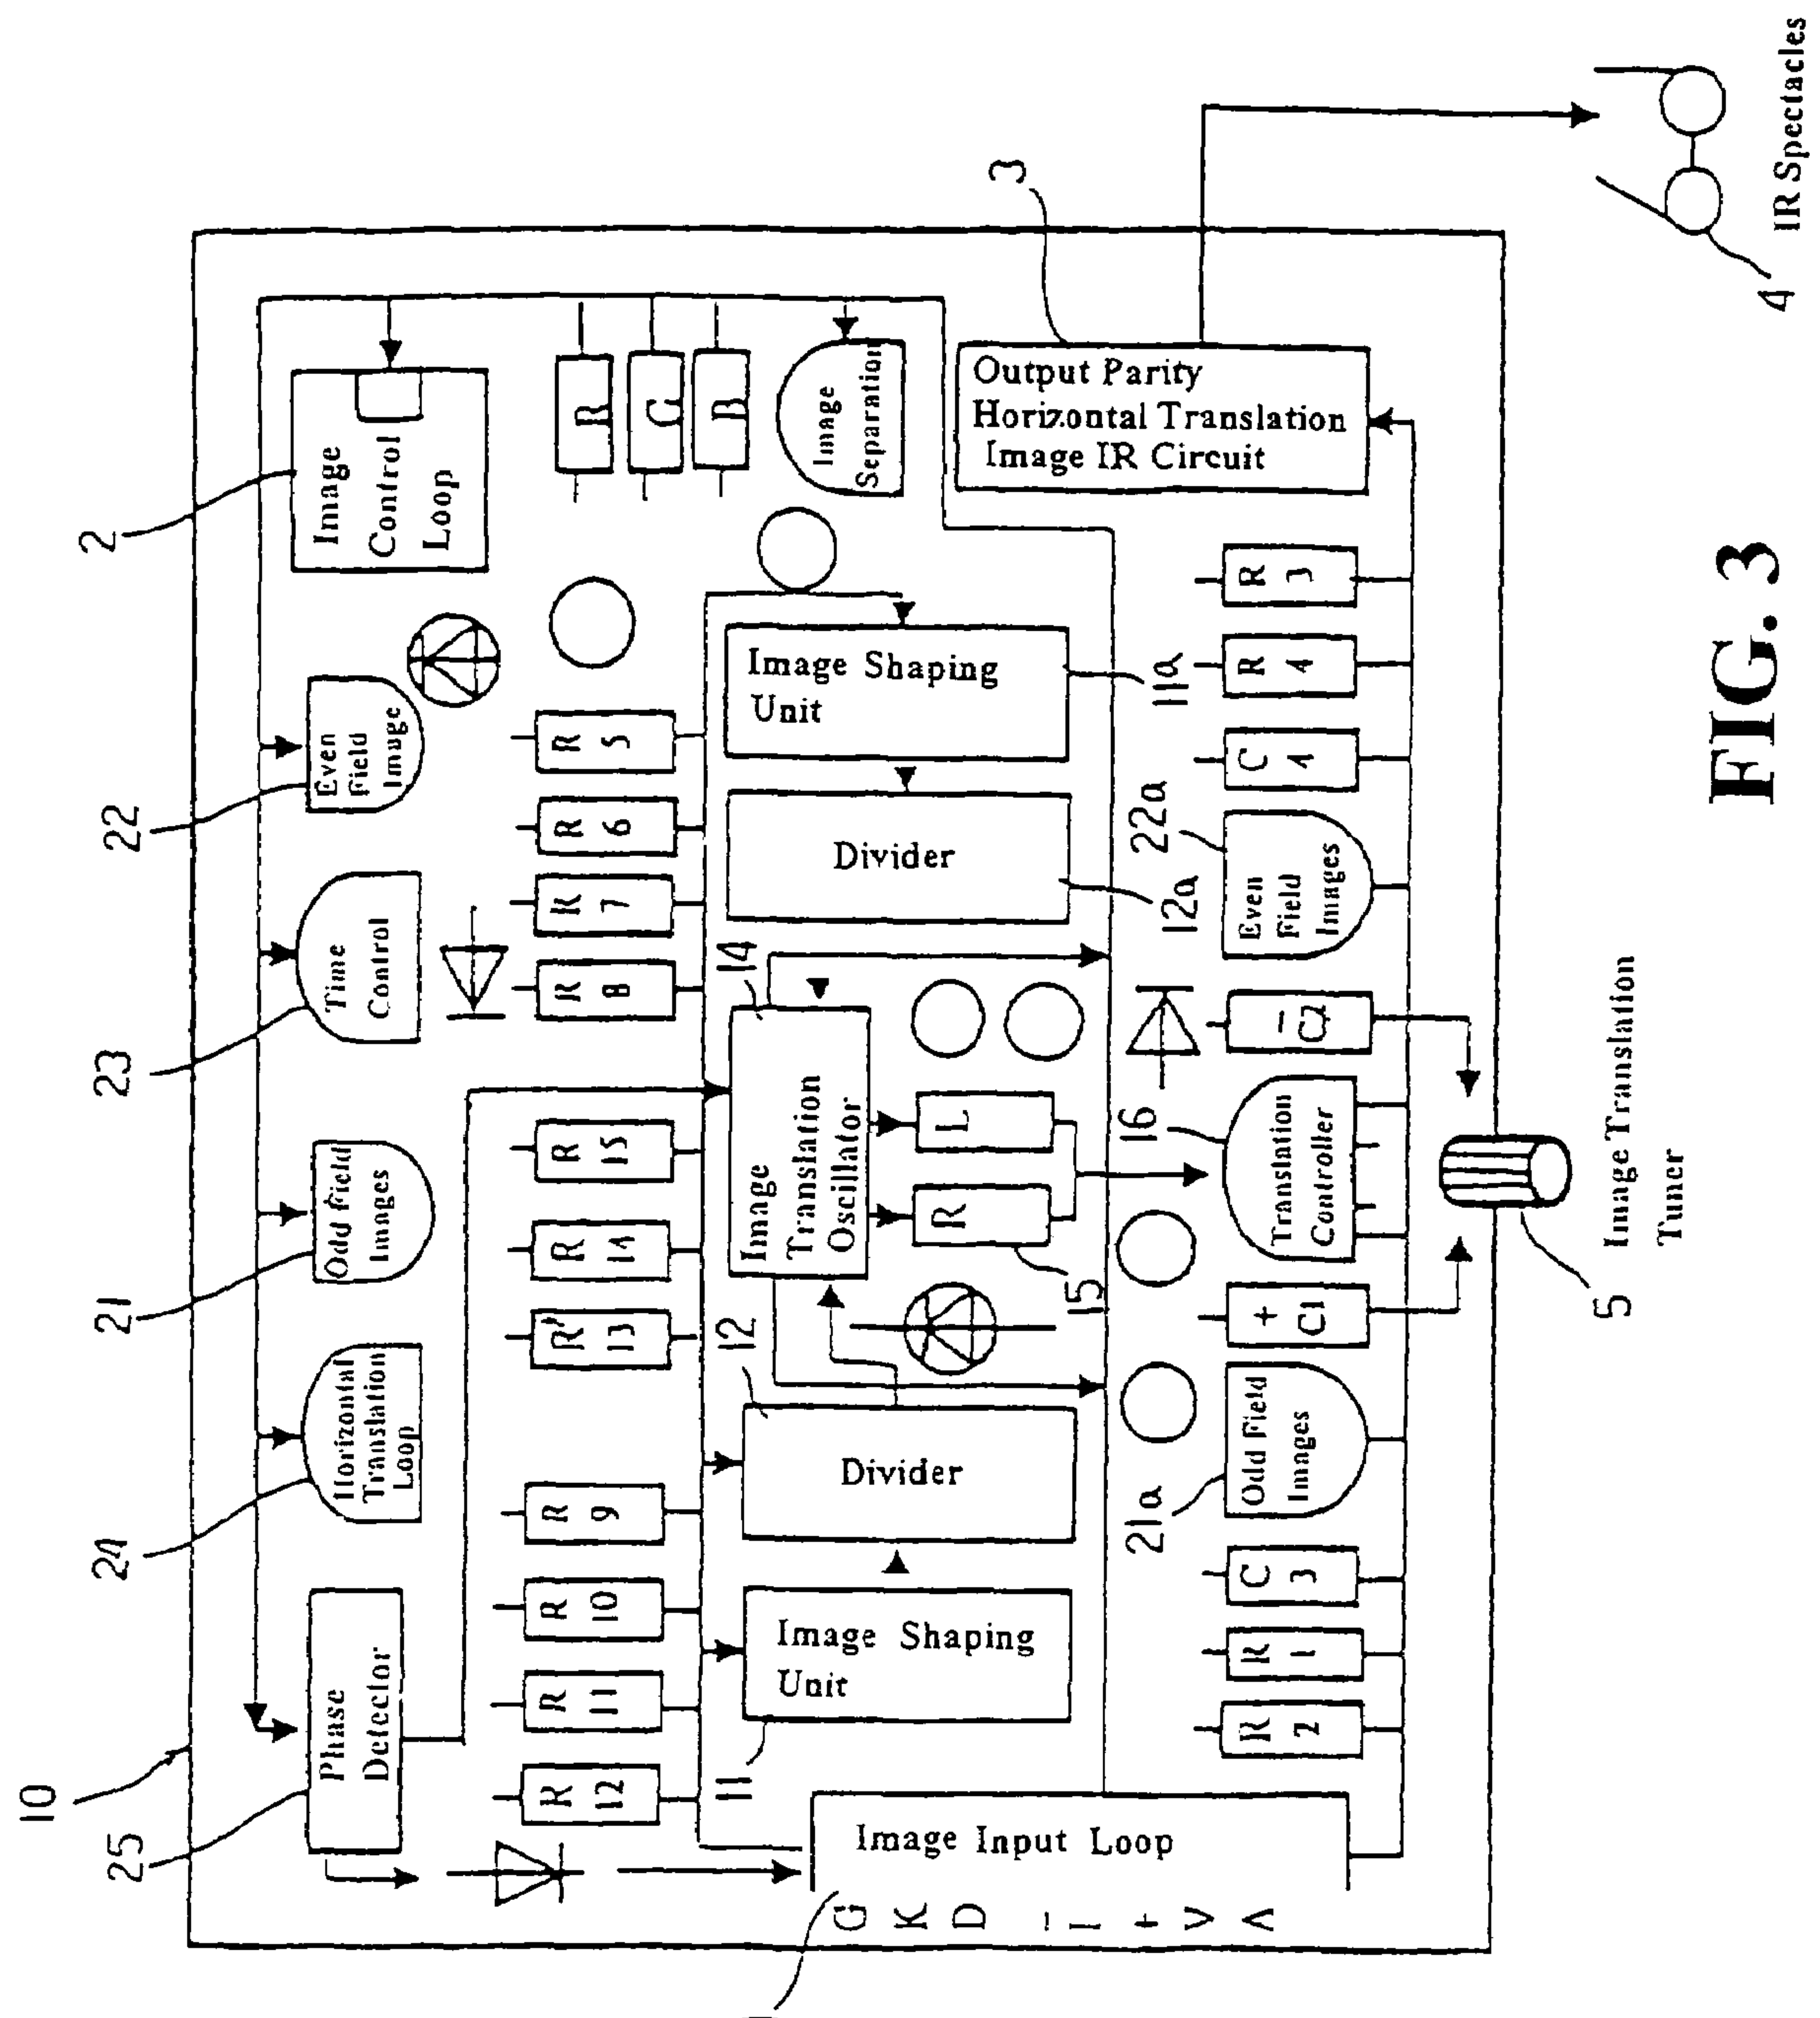 10
25
Phase
Detector
24
Horizontal
Translation
Loop
21
Odd Field
Images
23
Time
Control
22
Even
Field
Image
2
Image
Control
Loop
R
12
R
11
R
10
R
9
R'
13
R
14
R
15
R
8
R
7
R
6
R
5
R
G
B
Image
Separation
11
Image Shaping
Unit
12
Divider
14
Image
Translation
Oscillator
R
L
15
12a
Divider
11a
Image Shaping
Unit
3
Output Parity
Horizontal Translation
Image IR Circuit
Image Input Loop
G
K
D
-
I
+
V
A
R
2
R
1
C
3
21a
Odd Field
Images
+
C1
16
Translation
Controller
-
C2
22a
Even
Field
Images
C
4
R
4
R
3
5
Image Translation
Tuner
4
IR Spectacles
FIG. 3